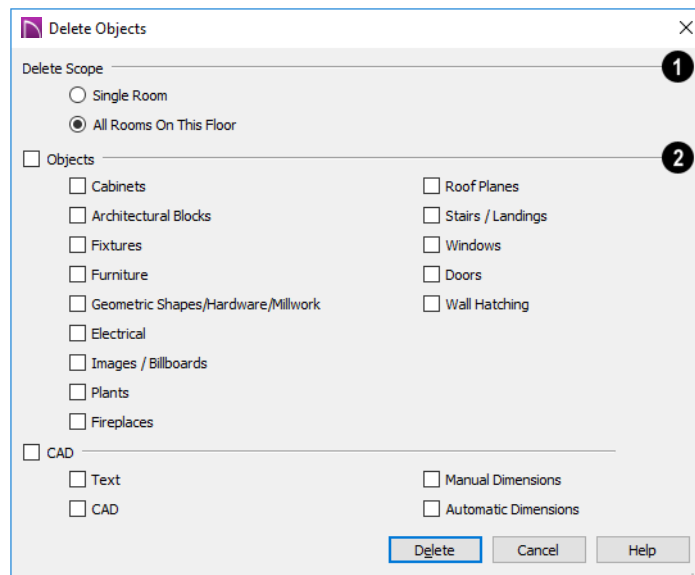 Delete Objects
Delete Scope
1
Single Room
All Rooms On This Floor
Objects
2
Cabinets
Roof Planes
Architectural Blocks
Stairs / Landings
Fixtures
Windows
Furniture
Doors
Geometric Shapes/Hardware/Millwork
Wall Hatching
Electrical
Images / Billboards
Plants
Fireplaces
CAD
Text
Manual Dimensions
CAD
Automatic Dimensions
Delete
Cancel
Help